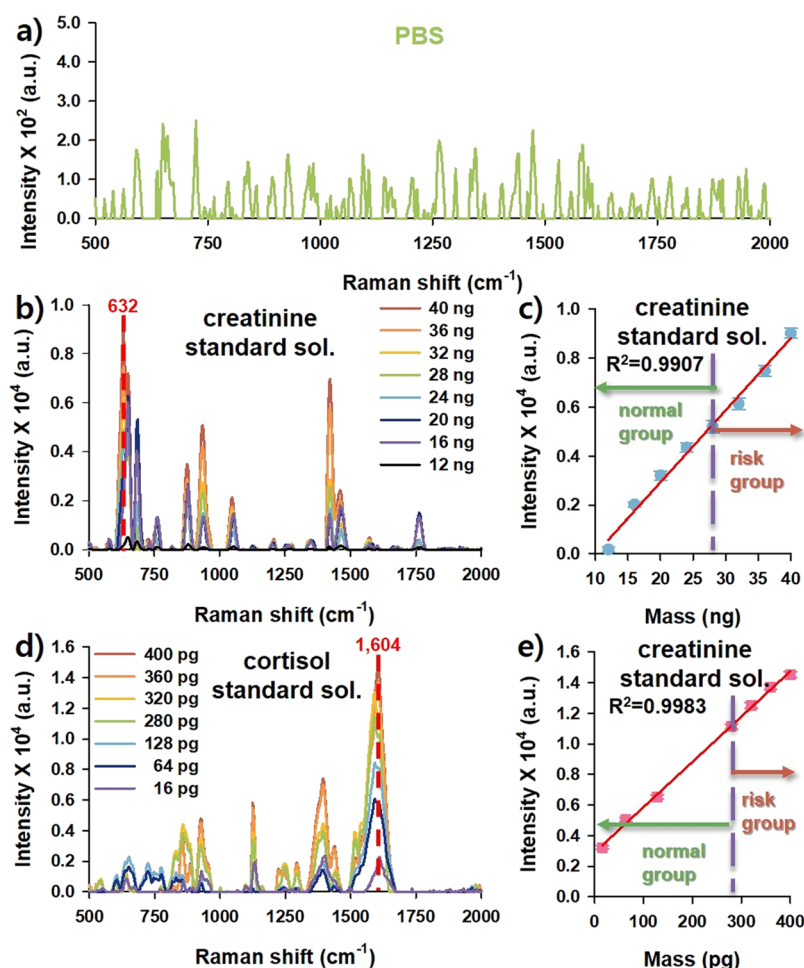 a)
PBS
Intensity X 10² (a.u.)
5.0
4.0
3.0
2.0
1.0
0.0
500
750
1000
1250
1500
1750
2000
Raman shift (cm⁻¹)
Raman shift (cm⁻¹)
b)
632
creatinine
standard sol.
Intensity X 10⁴ (a.u.)
1.0
0.8
0.6
0.4
0.2
0.0
40 ng
36 ng
32 ng
28 ng
24 ng
20 ng
16 ng
12 ng
500
750
1000
1250
1500
1750
2000
Raman shift (cm⁻¹)
c)
creatinine
standard sol.
R²=0.9907
normal
group
risk
group
Intensity X 10⁴ (a.u.)
1.0
0.8
0.6
0.4
0.2
0.0
10
15
20
25
30
35
40
Mass (ng)
d)
1,604
cortisol
standard sol.
Intensity X 10⁴ (a.u.)
1.6
1.4
1.2
1.0
0.8
0.6
0.4
0.2
0.0
400 pg
360 pg
320 pg
280 pg
128 pg
64 pg
16 pg
500
750
1000
1250
1500
1750
2000
Raman shift (cm⁻¹)
e)
creatinine
standard sol.
R²=0.9983
risk
group
normal
group
Intensity X 10⁴ (a.u.)
1.6
1.4
1.2
1.0
0.8
0.6
0.4
0.2
0.0
0
100
200
300
400
Mass (pg)